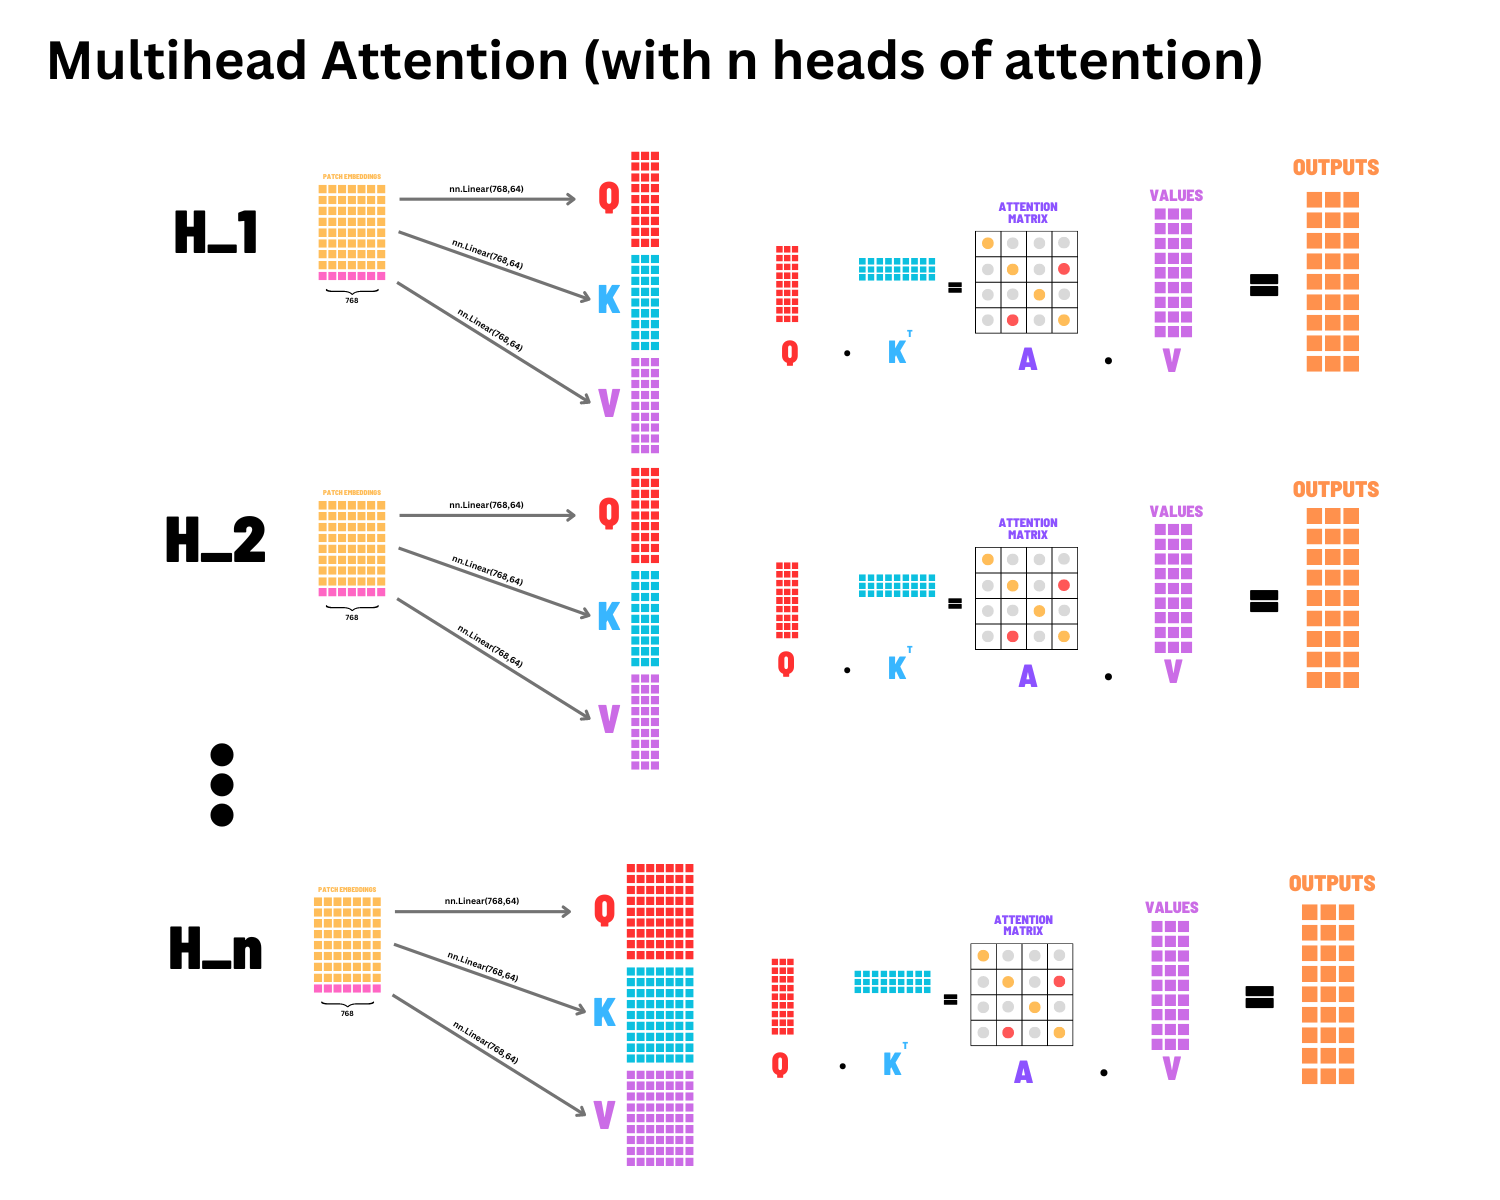 Multihead Attention (with n heads of attention)
H_1
PATCH EMBEDDINGS
768
nn.Linear(768,64)
nn.Linear(768,64)
nn.Linear(768,64)
Q
K
V
Q
.
K T
=
ATTENTION
MATRIX
A
.
VALUES
V
=
OUTPUTS
H_2
PATCH EMBEDDINGS
768
nn.Linear(768,64)
nn.Linear(768,64)
nn.Linear(768,64)
Q
K
V
Q
.
K T
=
ATTENTION
MATRIX
A
.
VALUES
V
=
OUTPUTS
H_n
PATCH EMBEDDINGS
768
nn.Linear(768,64)
nn.Linear(768,64)
nn.Linear(768,64)
Q
K
V
Q
.
K T
=
ATTENTION
MATRIX
A
.
VALUES
V
=
OUTPUTS